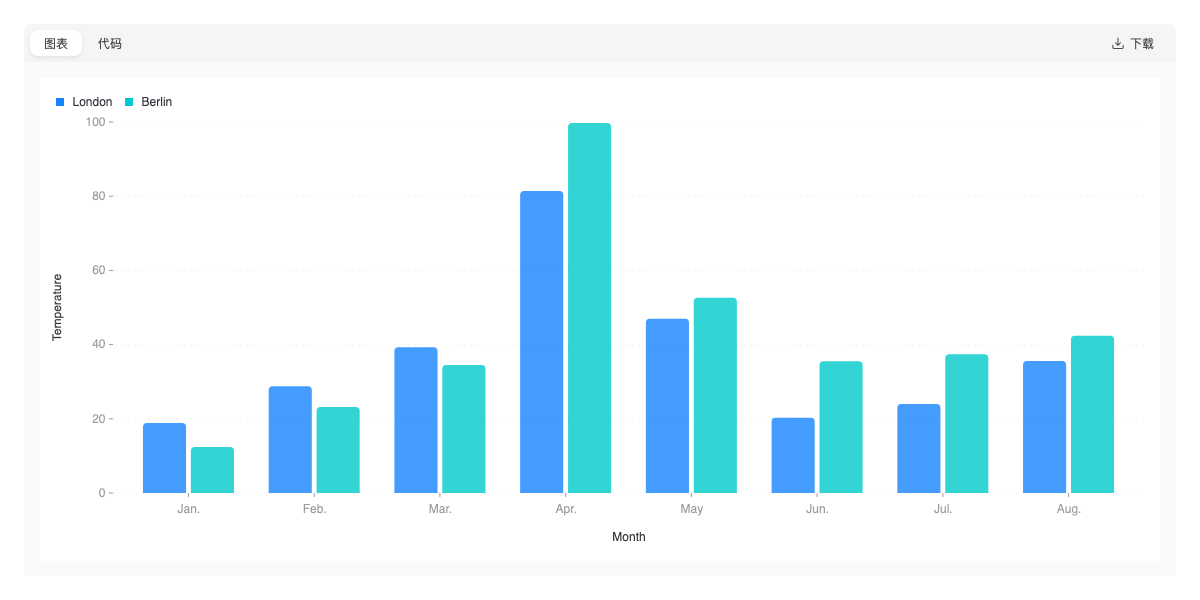 图表 代码 下载
London Berlin
100
80
60
40
20
0
Temperature
Jan. Feb. Mar. Apr. May Jun. Jul. Aug.
Month